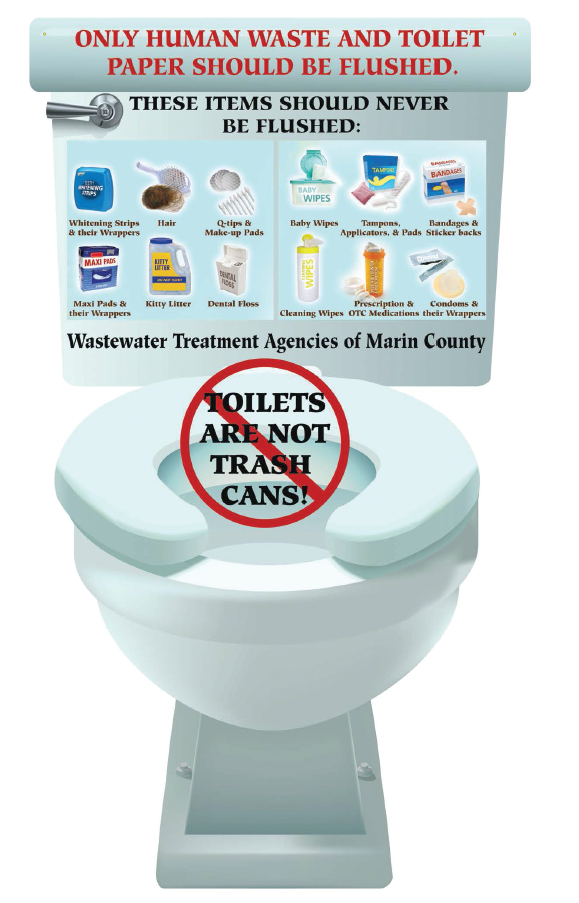 ONLY HUMAN WASTE AND TOILET
PAPER SHOULD BE FLUSHED.
THESE ITEMS SHOULD NEVER
BE FLUSHED:
WHITENING
STRIPS
Whitening Strips
& their Wrappers
Hair
Q-tips &
Make-up Pads
MAXI PADS
Maxi Pads &
their Wrappers
KITTY
LITTER
Kitty Litter
DENTAL
FLOSS
Dental Floss
BABY
WIPES
Baby Wipes
TAMPONS
Tampons,
Applicators, & Pads
BANDAGES
BANDAGES
Bandages &
Sticker backs
CLEANING
WIPES
Cleaning Wipes
Prescription &
OTC Medications
Condoms &
their Wrappers
Wastewater Treatment Agencies of Marin County
TOILETS
ARE NOT
TRASH
CANS!